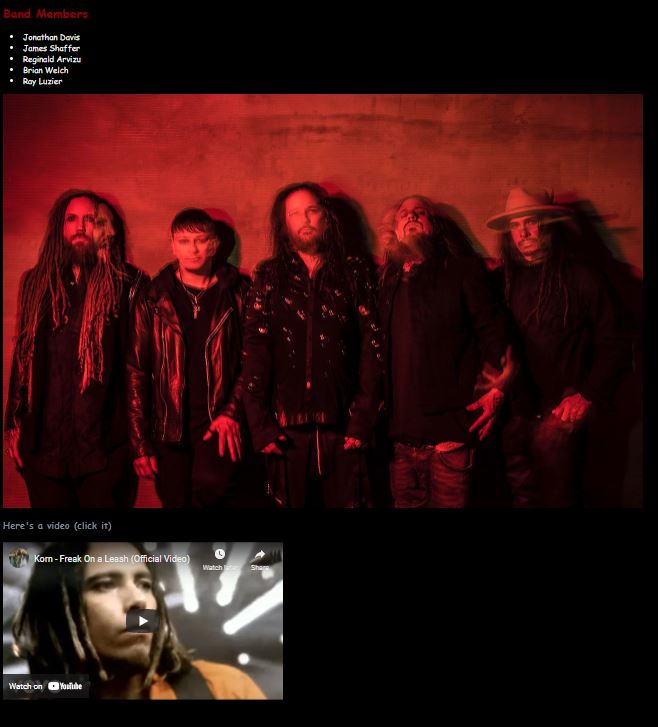 Band Members
Jonathan Davis
James Shaffer
Reginald Arvizu
Brian Welch
Ray Luzier
Here's a video (click it)
Korn - Freak On a Leash (Official Video)
Watch later
Share
Watch on YouTube